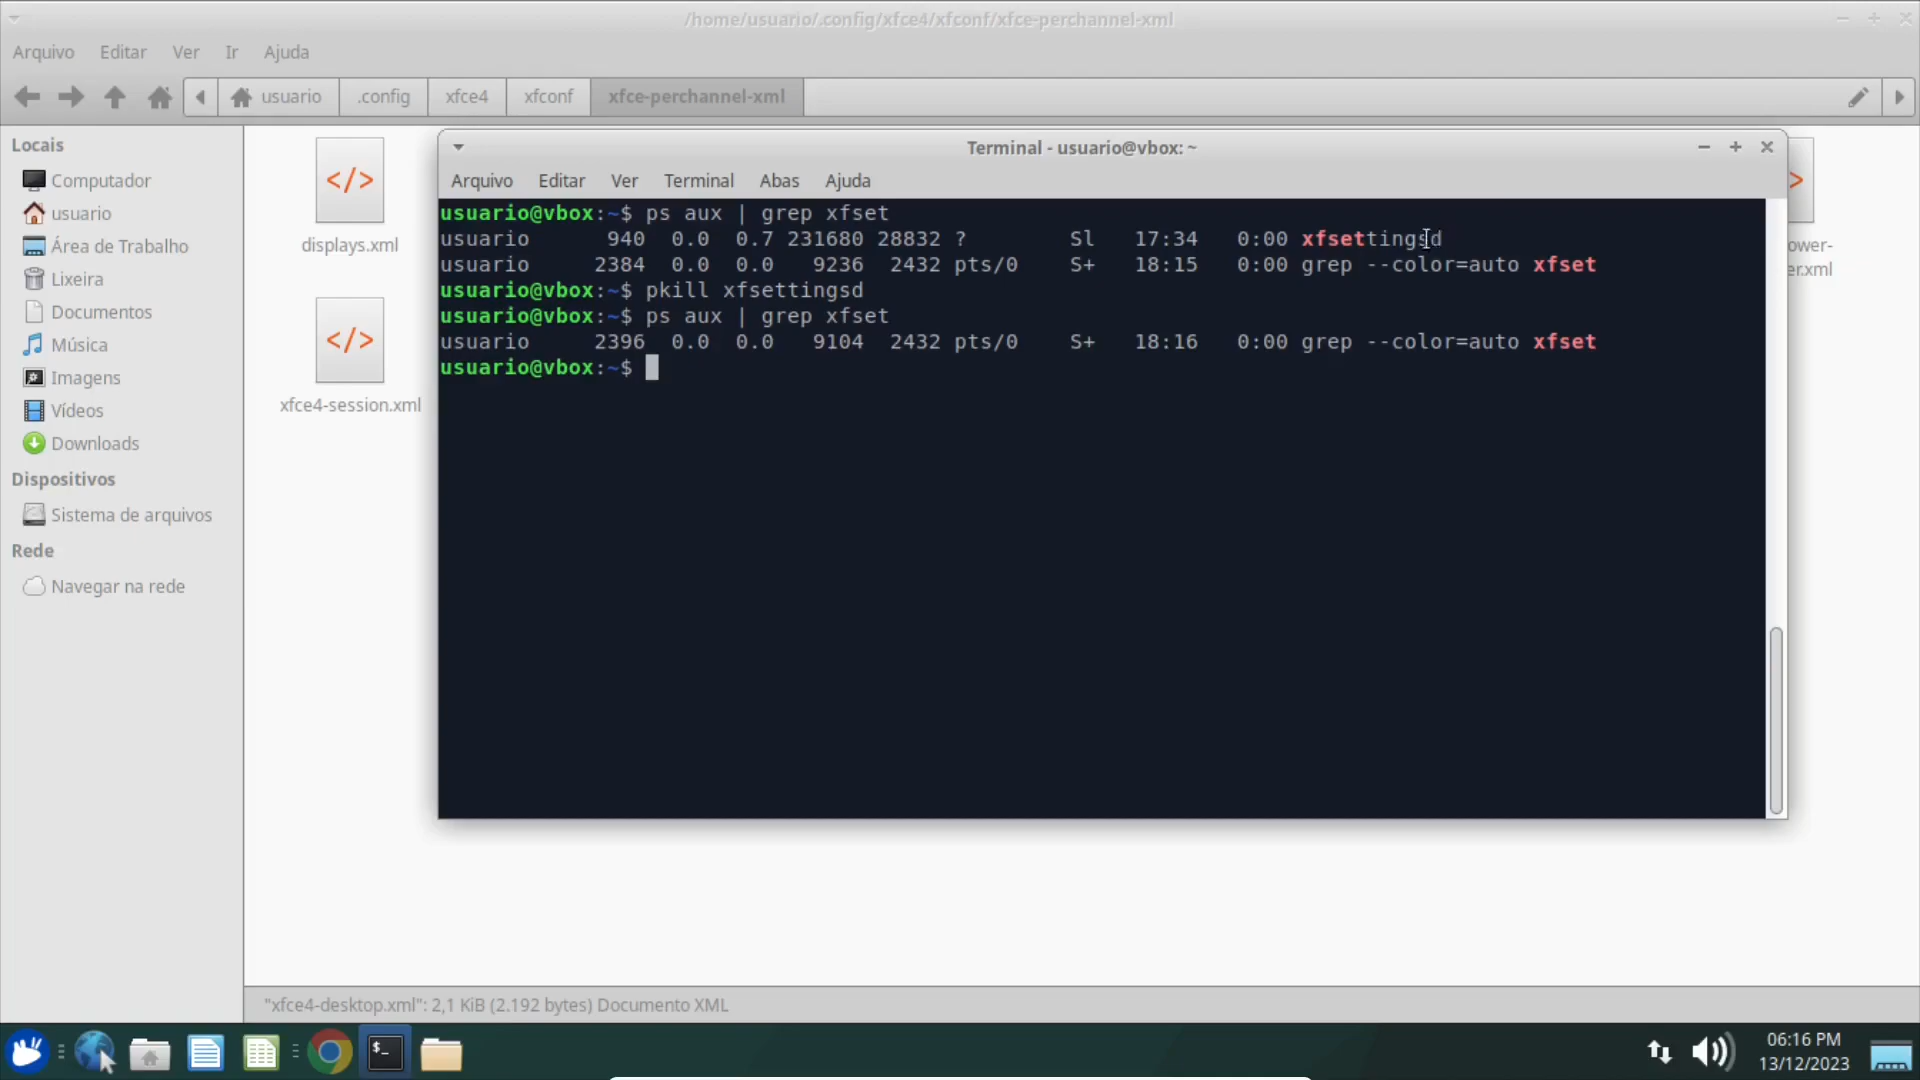 /home/usuario/.config/xfce4/xfconf/xfce-perchannel-xml
Arquivo Editar Ver Ir Ajuda
usuario .config xfce4 xfconf xfce-perchannel-xml
Locais
Computador
usuario
Área de Trabalho
Lixeira
Documentos
Música
Imagens
Vídeos
Downloads
Dispositivos
Sistema de arquivos
Rede
Navegar na rede
displays.xml
xfce4-session.xml
ower-
er.xml
Terminal - usuario@vbox: ~
Arquivo Editar Ver Terminal Abas Ajuda
usuario@vbox:~$ ps aux | grep xfset
usuario 940 0.0 0.7 231680 28832 ? Sl 17:34 0:00 xfsettingsd
usuario 2384 0.0 0.0 9236 2432 pts/0 S+ 18:15 0:00 grep --color=auto xfset
usuario@vbox:~$ pkill xfsettingsd
usuario@vbox:~$ ps aux | grep xfset
usuario 2396 0.0 0.0 9104 2432 pts/0 S+ 18:16 0:00 grep --color=auto xfset
usuario@vbox:~$
"xfce4-desktop.xml": 2,1 KiB (2.192 bytes) Documento XML
06:16 PM
13/12/2023